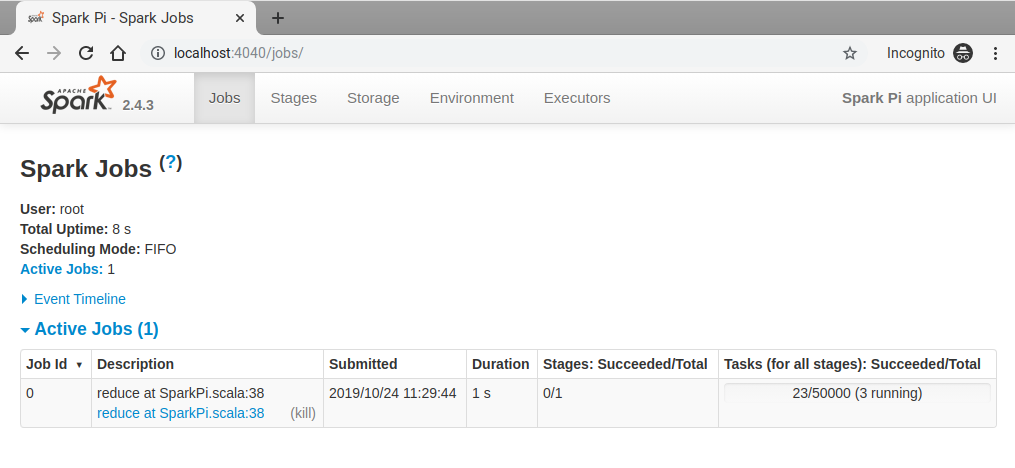 Spark Pi - Spark Jobs
localhost:4040/jobs/
Incognito
APACHE
Spark 2.4.3
Jobs Stages Storage Environment Executors Spark Pi application UI
Spark Jobs (?)
User: root
Total Uptime: 8 s
Scheduling Mode: FIFO
Active Jobs: 1
Event Timeline
Active Jobs (1)
Job Id ▾ Description Submitted Duration Stages: Succeeded/Total Tasks (for all stages): Succeeded/Total
0 reduce at SparkPi.scala:38 2019/10/24 11:29:44 1 s 0/1 23/50000 (3 running)
reduce at SparkPi.scala:38 (kill)